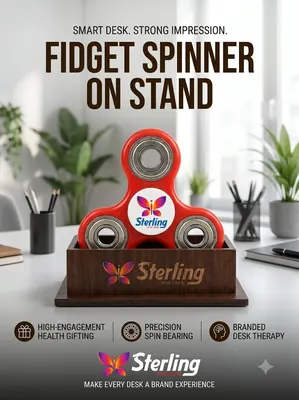 SMART DESK. STRONG IMPRESSION.
FIDGET SPINNER
ON STAND
Sterling
Sterling
HIGH-ENGAGEMENT
HEALTH GIFTING
PRECISION
SPIN BEARING
BRANDED
DESK THERAPY
Sterling
MAKE EVERY DESK A BRAND EXPERIENCE